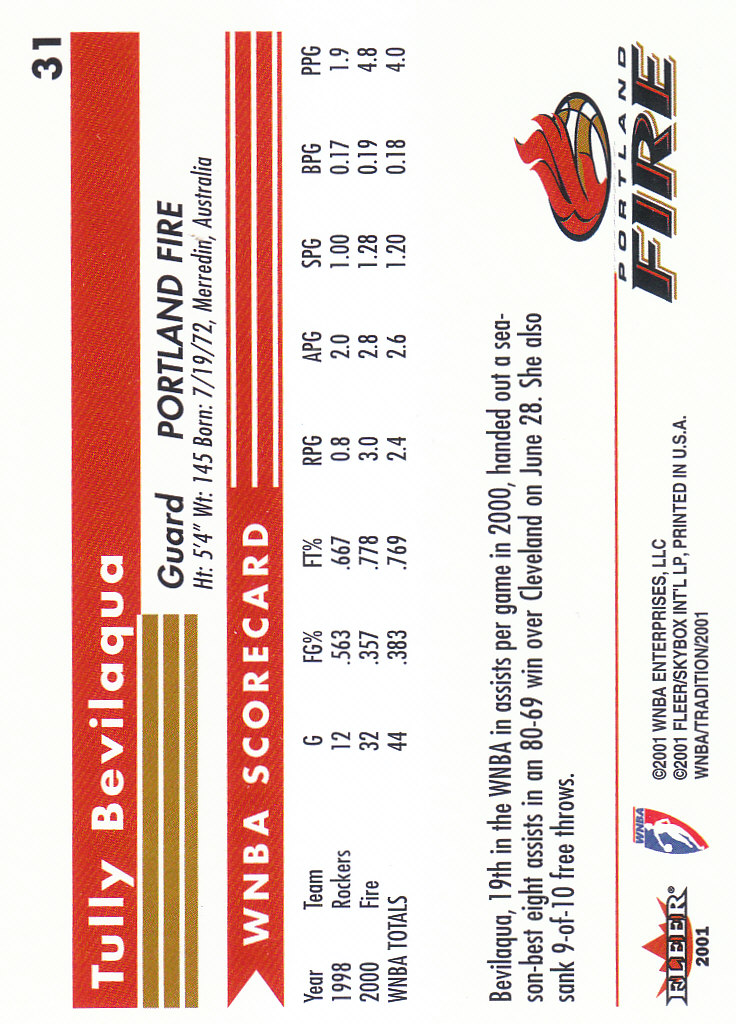 31
Tully Bevilaqua
Guard PORTLAND FIRE
Ht: 5'4" Wt: 145 Born: 7/19/72, Merredin, Australia
WNBA SCORECARD
Year Team G FG% FT% RPG APG SPG BPG PPG
1998 Rockers 12 .563 .667 0.8 2.0 1.00 0.17 1.9
2000 Fire 32 .357 .778 3.0 2.8 1.28 0.19 4.8
WNBA TOTALS 44 .383 .769 2.4 2.6 1.20 0.18 4.0
Bevilaqua, 19th in the WNBA in assists per game in 2000, handed out a sea-
son-best eight assists in an 80-69 win over Cleveland on June 28. She also
sank 9-of-10 free throws.
FLEER®
2001
WNBA
©2001 WNBA ENTERPRISES, LLC
©2001 FLEER/SKYBOX INT'L LP, PRINTED IN U.S.A.
WNBA/TRADITION/2001
PORTLAND
FIRE